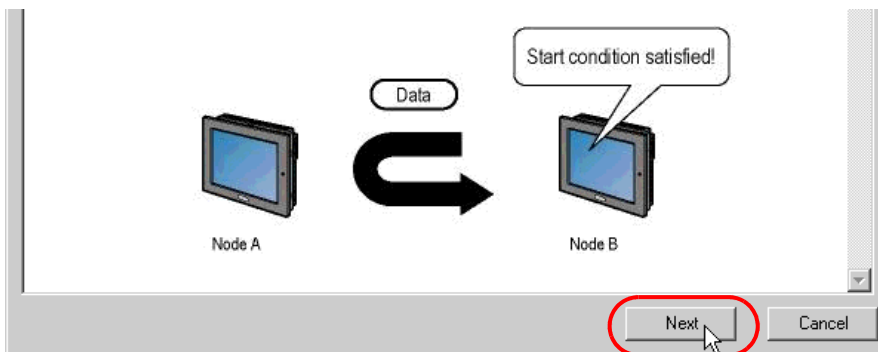 Start condition satisfied!
Data
Node A
Node B
Next
Cancel